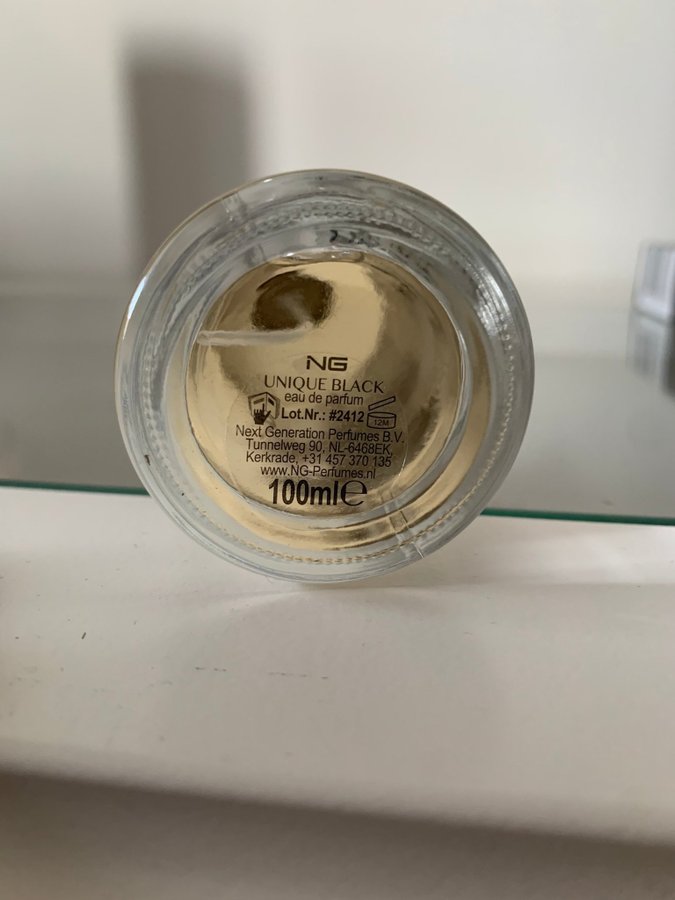 NG
UNIQUE BLACK
eau de parfum
Lot.Nr.: #2412
12M
Next Generation Perfumes B.V.
Tunnelweg 90, NL-6468EK,
Kerkrade, +31 457 370 135
www.NG-Perfumes.nl
100ml℮